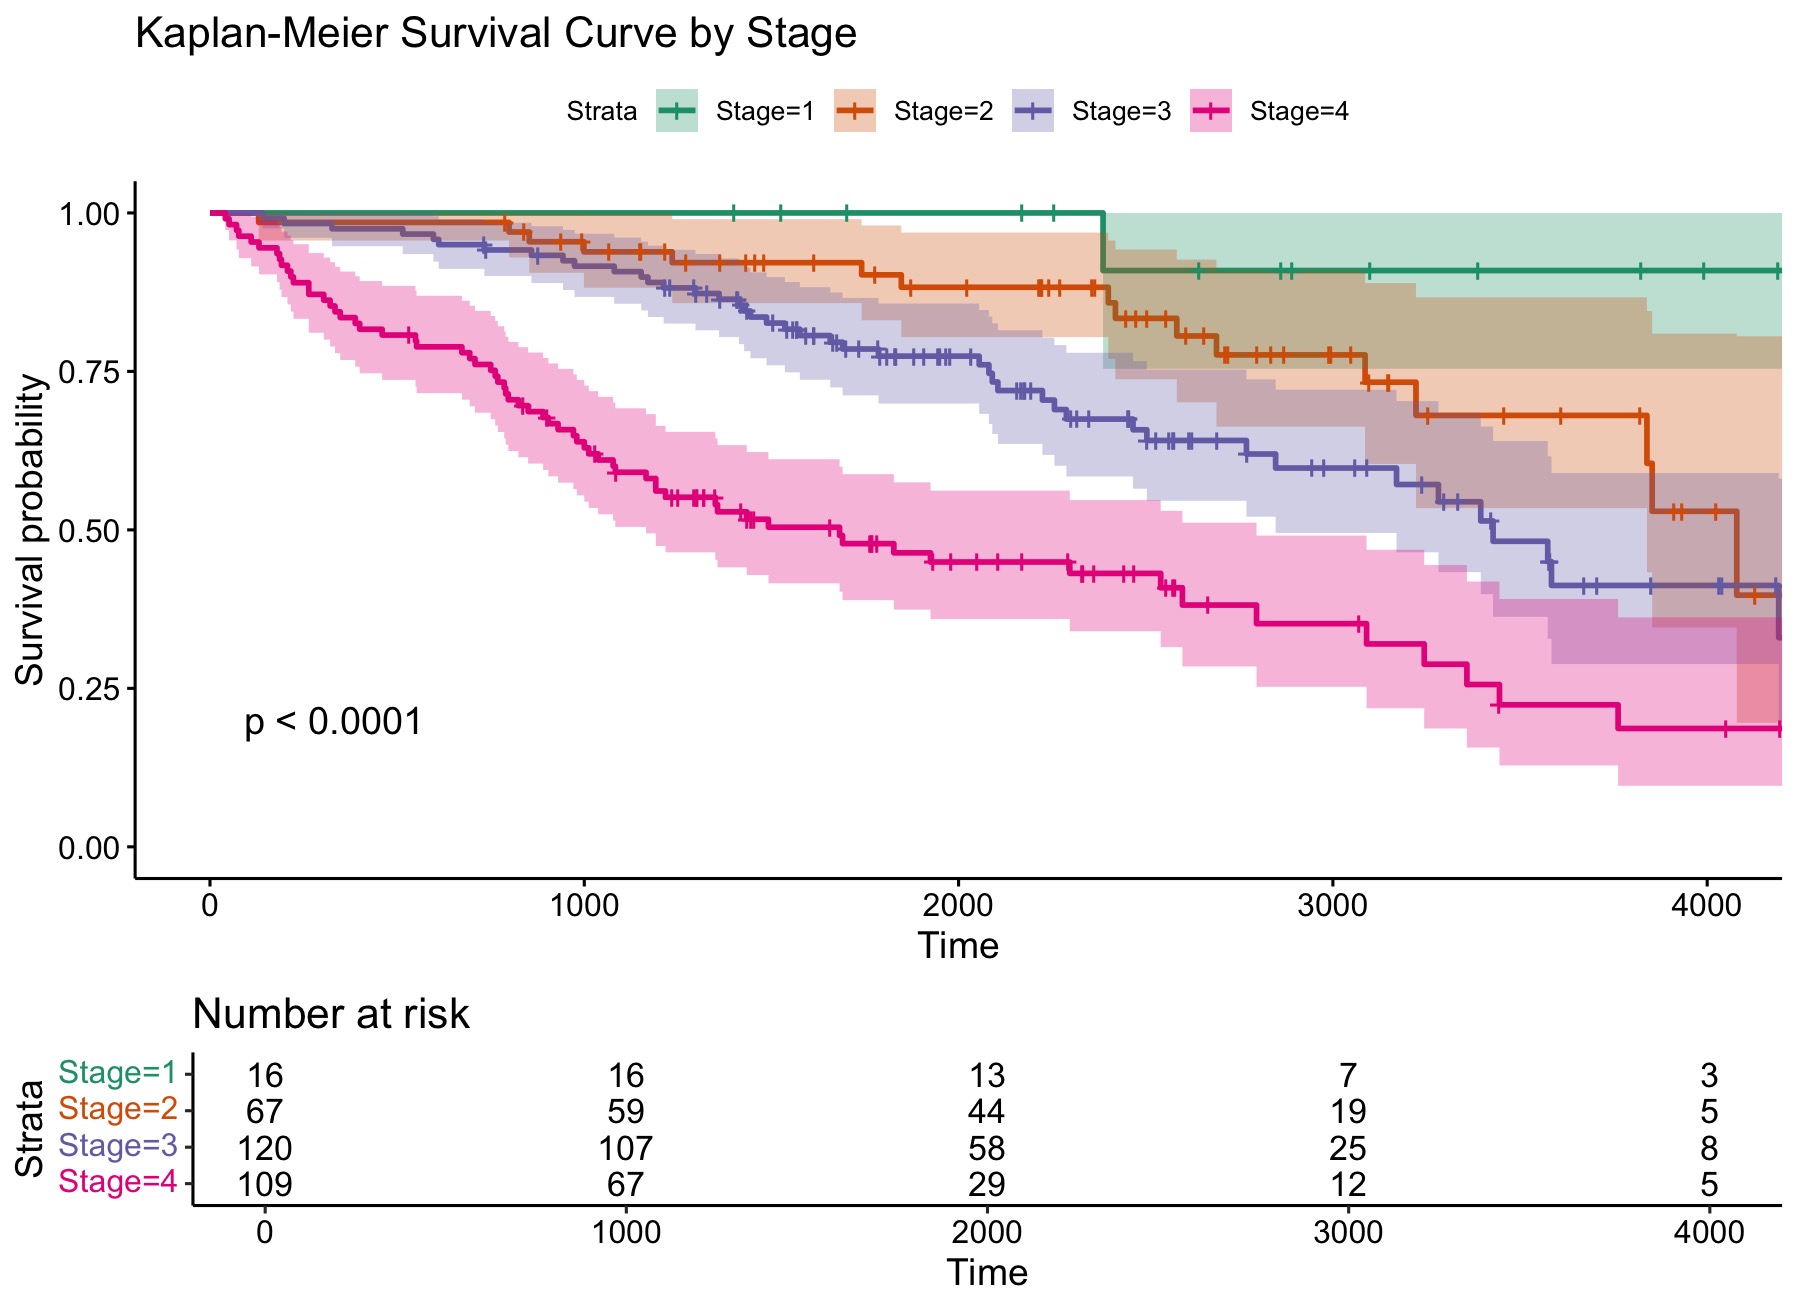 Kaplan-Meier Survival Curve by Stage
Strata Stage=1 Stage=2 Stage=3 Stage=4
Survival probability
1.00
0.75
0.50
0.25
0.00
p < 0.0001
0 1000 2000 3000 4000
Time
Number at risk
Strata
Stage=1 16 16 13 7 3
Stage=2 67 59 44 19 5
Stage=3 120 107 58 25 8
Stage=4 109 67 29 12 5
0 1000 2000 3000 4000
Time